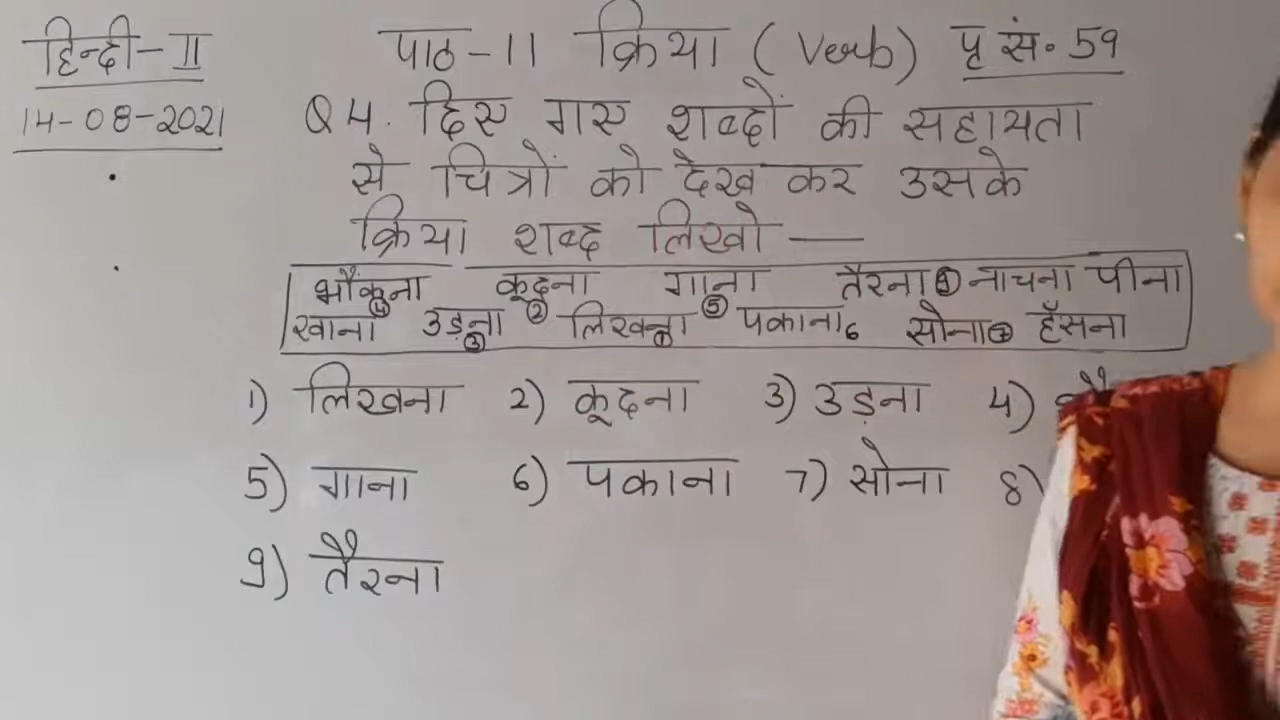 हिन्दी-II
14-08-2021
पाठ-11 क्रिया (Verb) पृ सं. 59
Q4. दिए गए शब्दों की सहायता
से चित्रों को देख कर उसके
क्रिया शब्द लिखो —
भौंकना कूदना गाना तैरना नाचना पीना
खाना उड़ना लिखना पकाना सोना हँसना
1) लिखना 2) कूदना 3) उड़ना 4)
5) गाना 6) पकाना 7) सोना 8)
9) तैरना